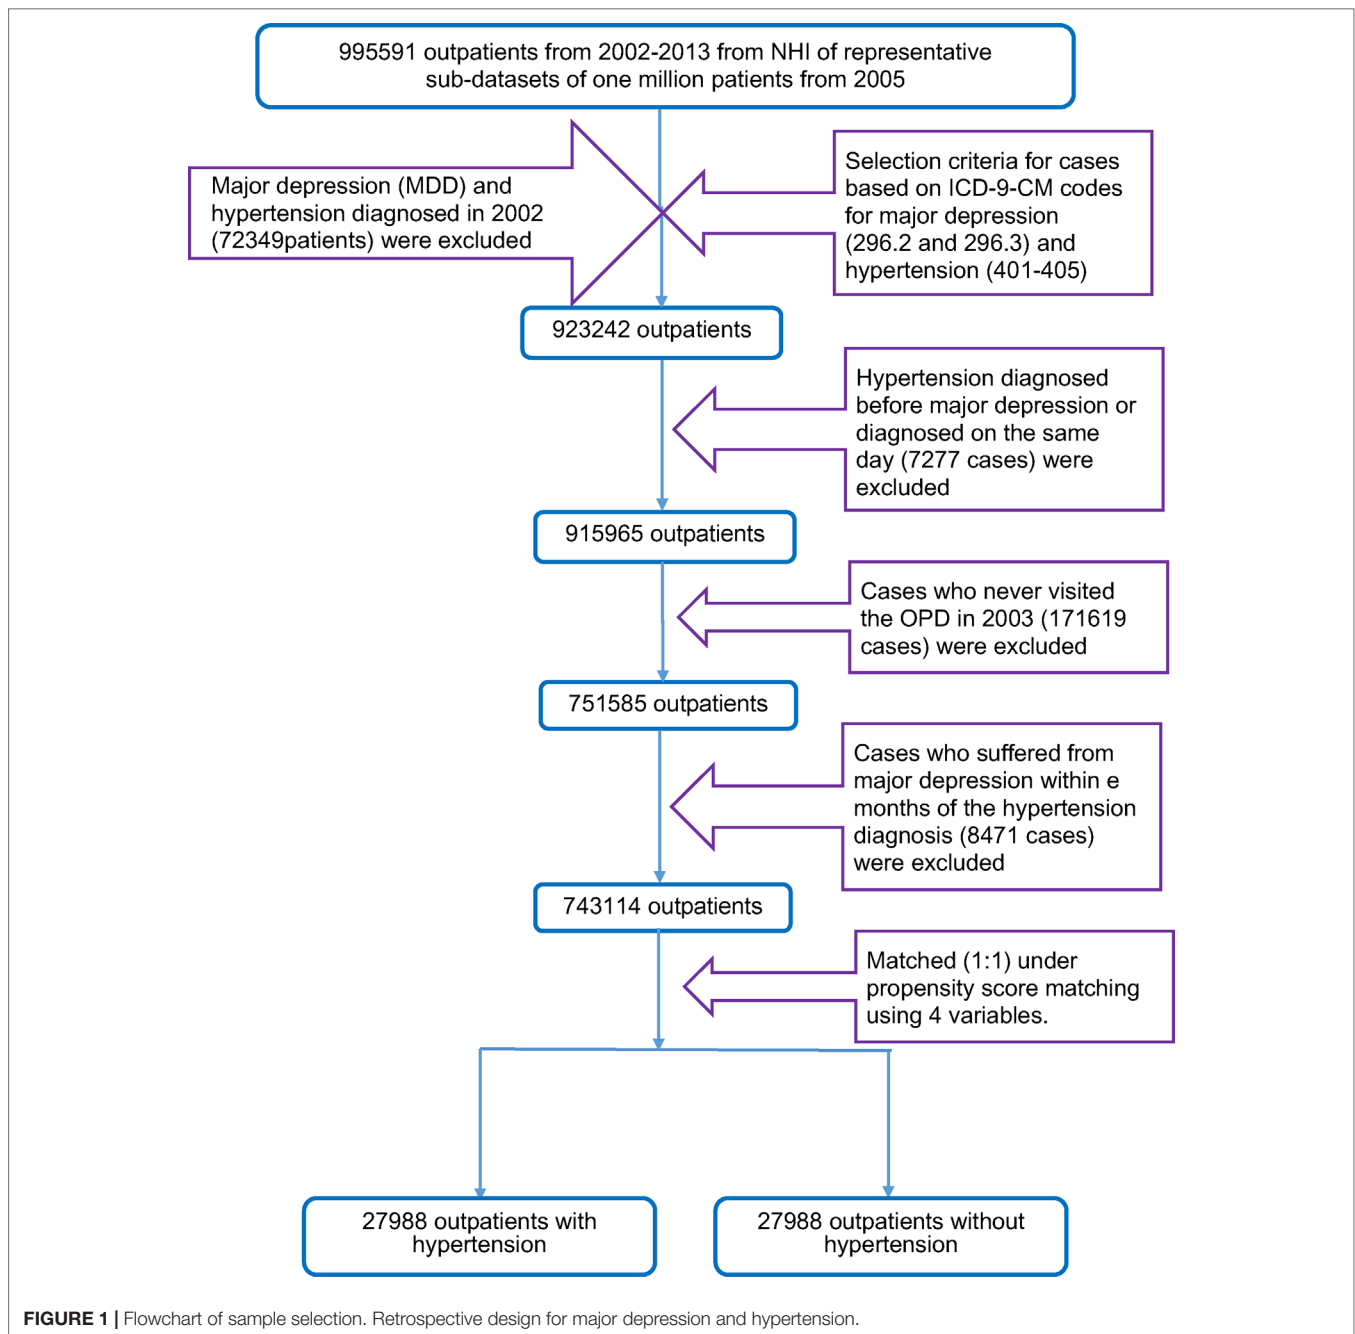 995591 outpatients from 2002-2013 from NHI of representative
sub-datasets of one million patients from 2005
Major depression (MDD) and
hypertension diagnosed in 2002
(72349patients) were excluded
Selection criteria for cases
based on ICD-9-CM codes
for major depression
(296.2 and 296.3) and
hypertension (401-405)
923242 outpatients
Hypertension diagnosed
before major depression or
diagnosed on the same
day (7277 cases) were
excluded
915965 outpatients
Cases who never visited
the OPD in 2003 (171619
cases) were excluded
751585 outpatients
Cases who suffered from
major depression within e
months of the hypertension
diagnosis (8471 cases)
were excluded
743114 outpatients
Matched (1:1) under
propensity score matching
using 4 variables.
27988 outpatients with
hypertension
27988 outpatients without
hypertension
FIGURE 1 | Flowchart of sample selection. Retrospective design for major depression and hypertension.